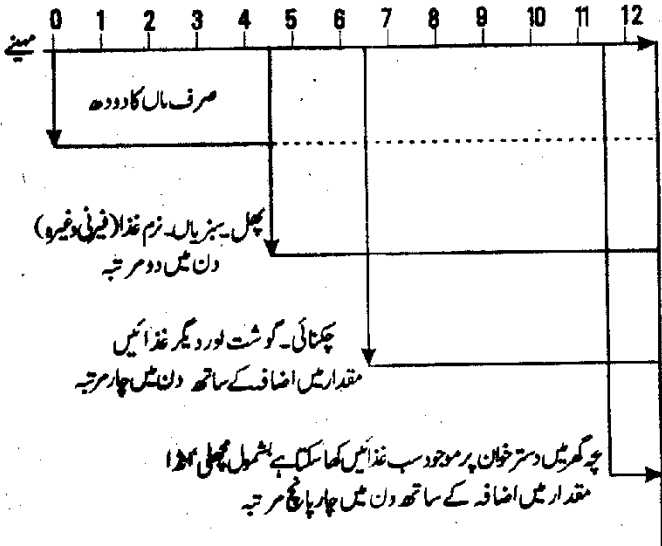 0 1 2 3 4 5 6 7 8 9 10 11 12
مہینے
صرف ماں کا دودھ
پھل۔ سبزیاں۔ نرم غذا (فیرنی وغیرہ)
دن میں دو مرتبہ
چکنائی۔ گوشت اور دیگر غذائیں
مقدار میں اضافہ کے ساتھ دن میں چار مرتبہ
بچہ گھر میں دسترخوان پر موجود سب غذائیں کھا سکتا ہے بشمول مچھلی انڈا
مقدار میں اضافہ کے ساتھ دن میں چار پانچ مرتبہ